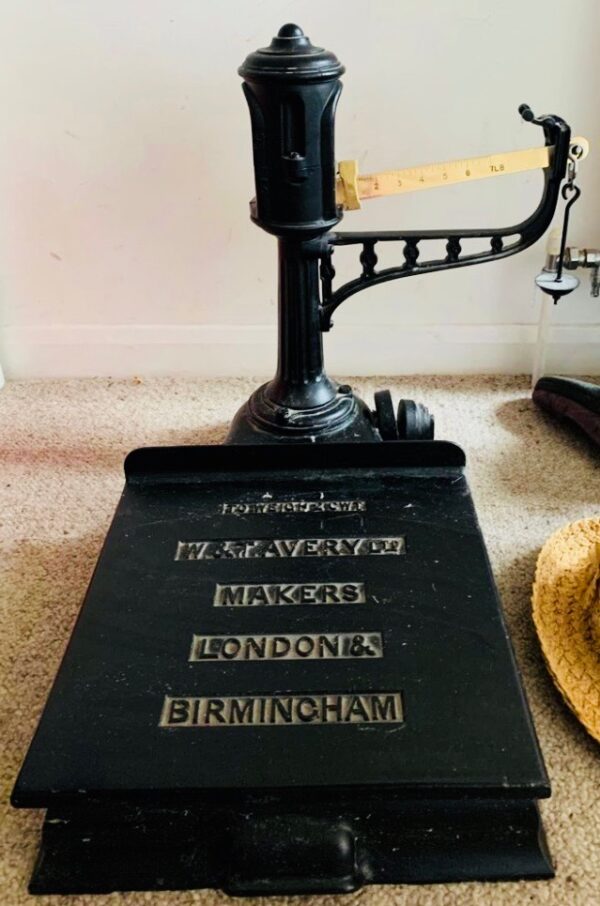 2 3 4 5 6 7LB
TO WEIGH 2 CWT
W & T AVERY LTD
MAKERS
LONDON &
BIRMINGHAM